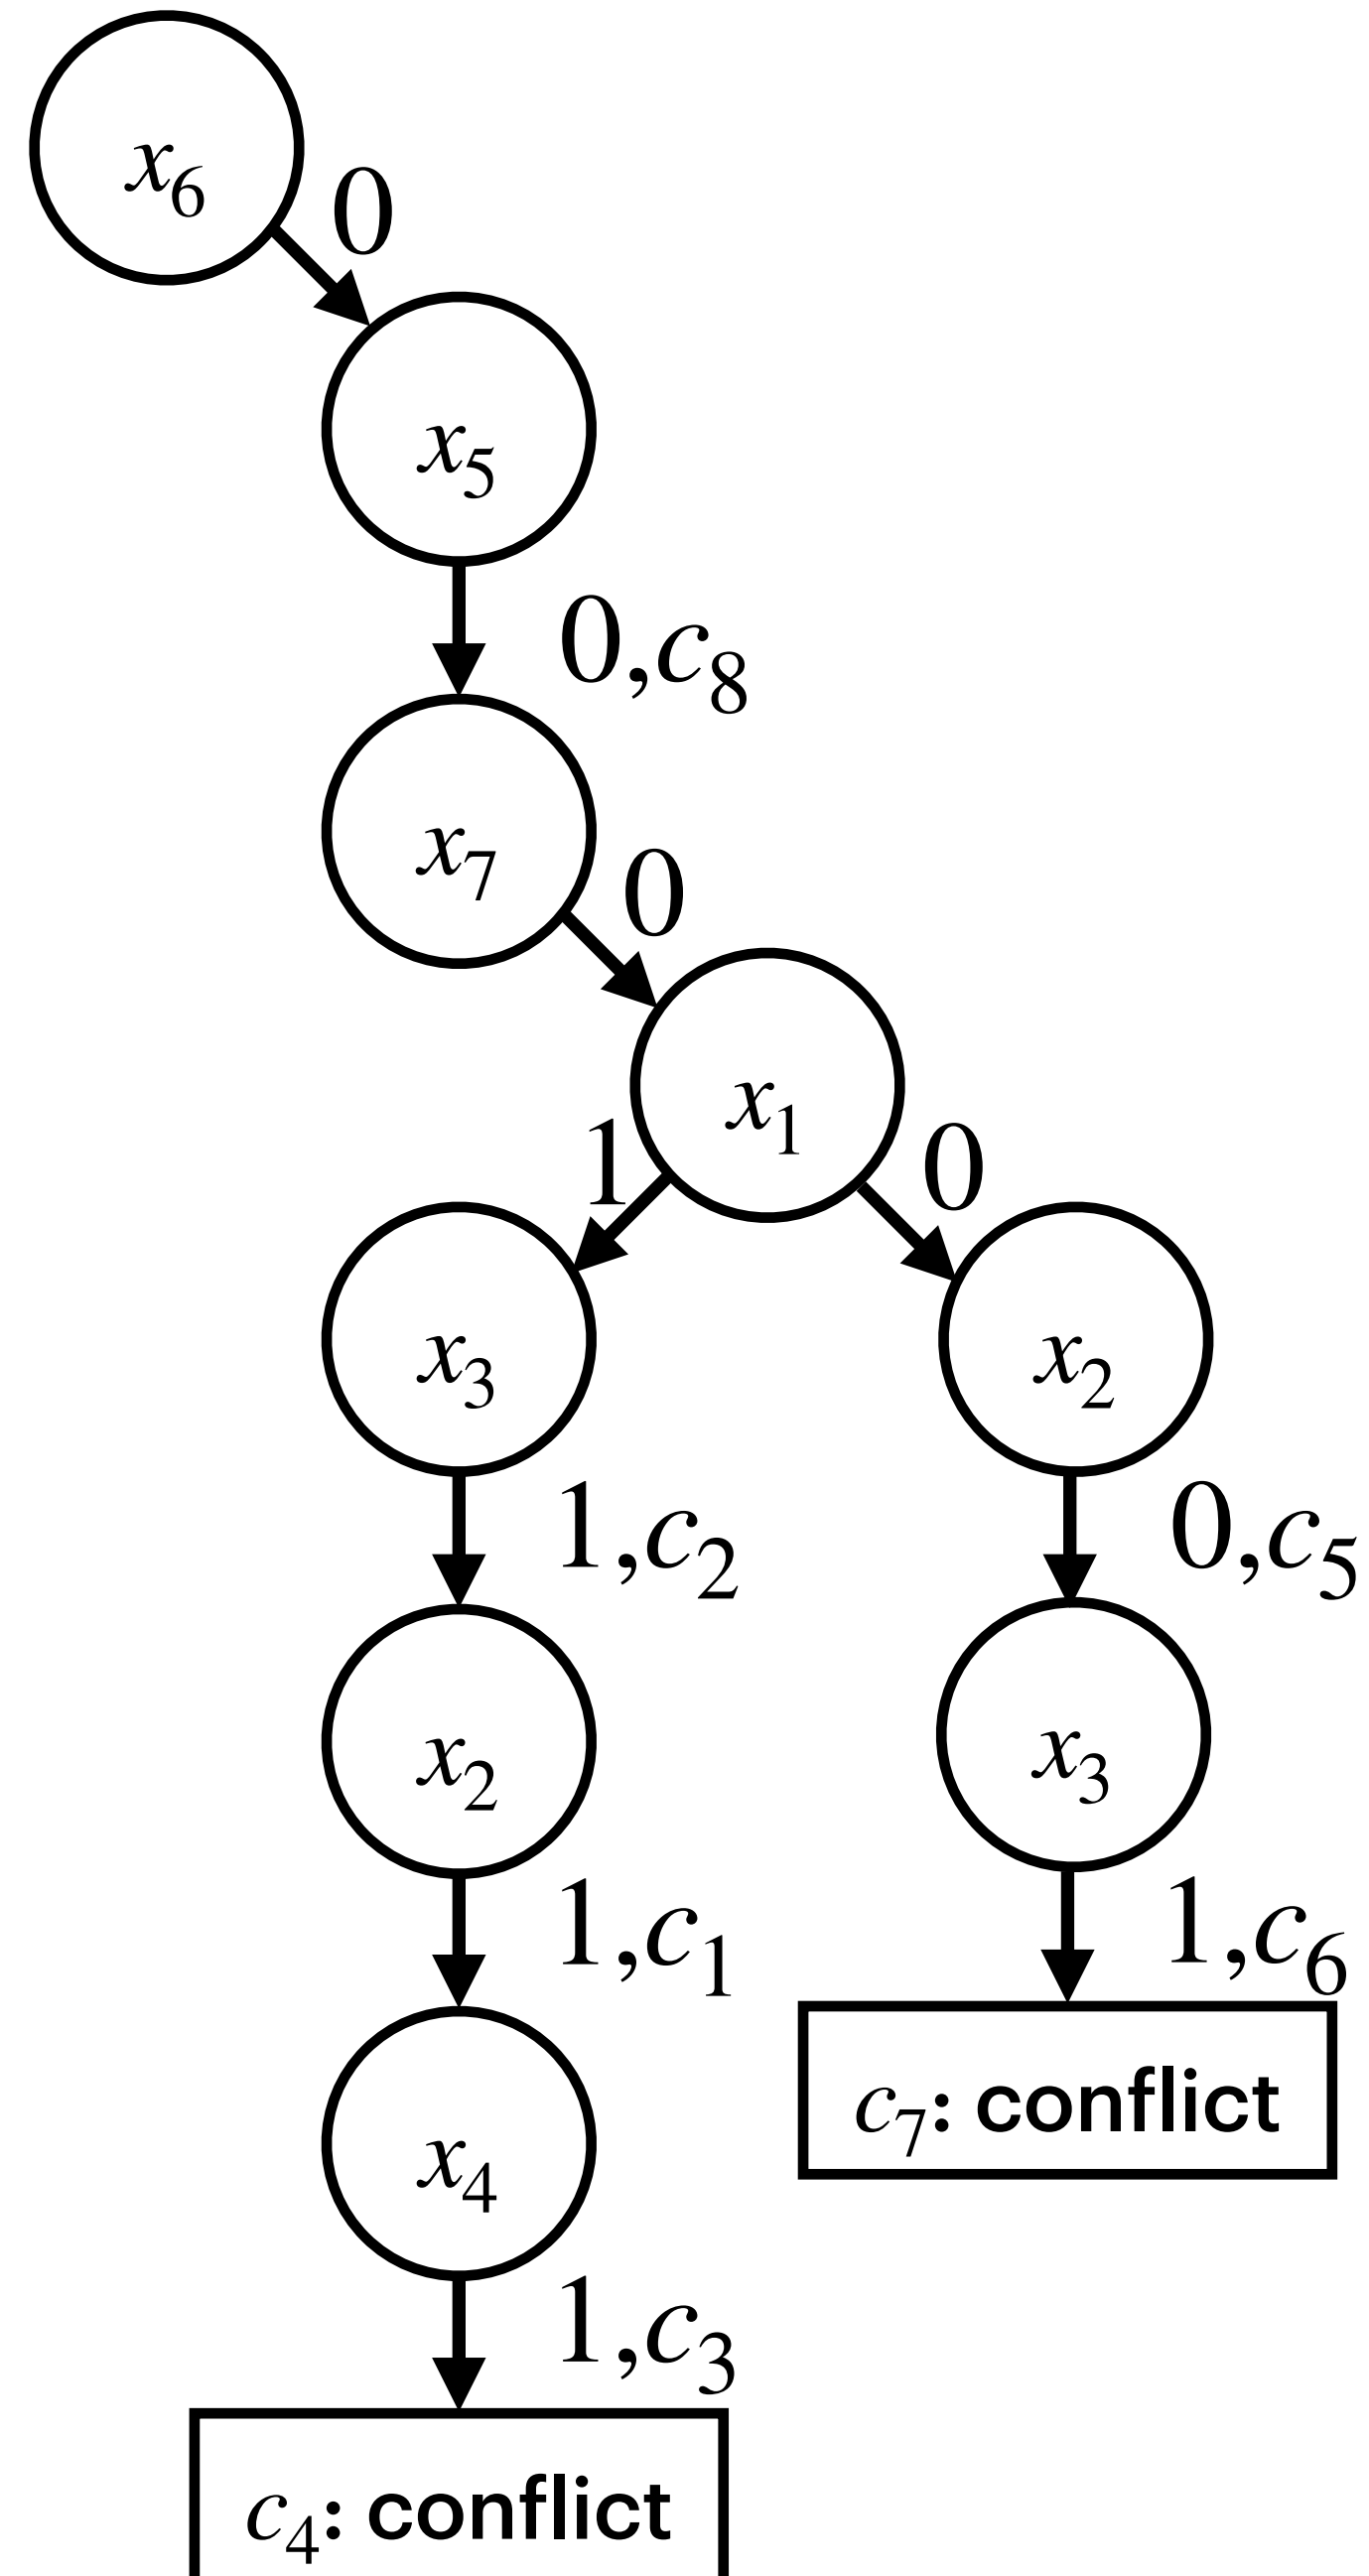 x6
0
x5
0,c8
x7
0
x1
1
0
x3
x2
1,c2
0,c5
x2
x3
1,c1
1,c6
x4
c7: conflict
1,c3
c4: conflict